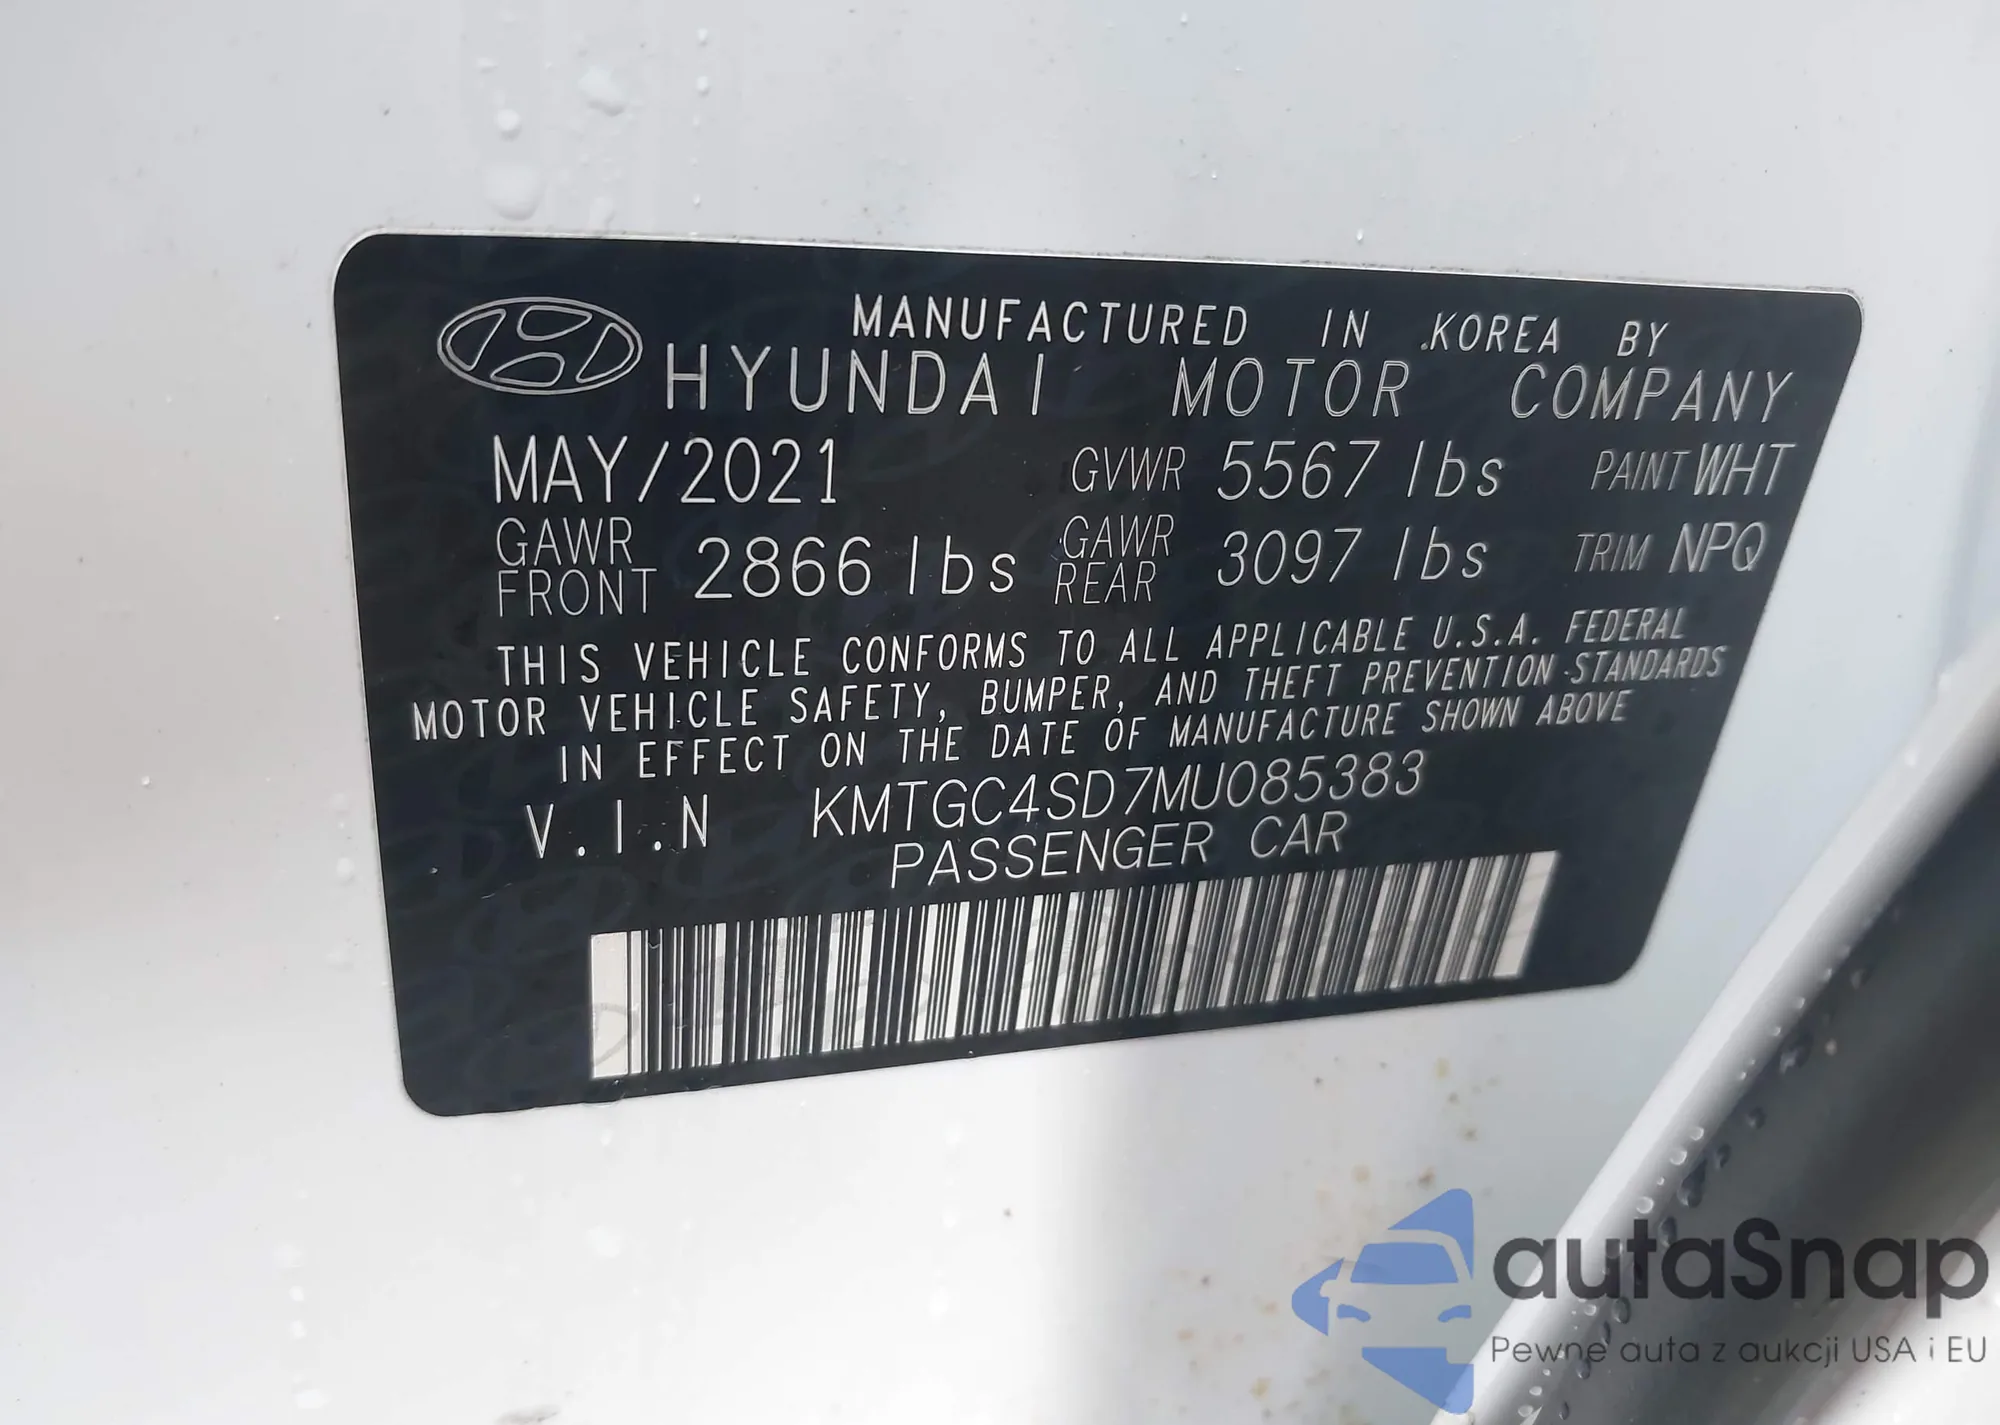 MANUFACTURED IN KOREA BY
HYUNDAI MOTOR COMPANY
MAY/2021 GVWR 5567 lbs PAINT WHT
GAWR FRONT 2866 lbs GAWR REAR 3097 lbs TRIM NPQ
THIS VEHICLE CONFORMS TO ALL APPLICABLE U.S.A. FEDERAL
MOTOR VEHICLE SAFETY, BUMPER, AND THEFT PREVENTION STANDARDS
IN EFFECT ON THE DATE OF MANUFACTURE SHOWN ABOVE
V.I.N KMTGC4SD7MU085383
PASSENGER CAR
autaSnap
Pewne auta z aukcji USA i EU